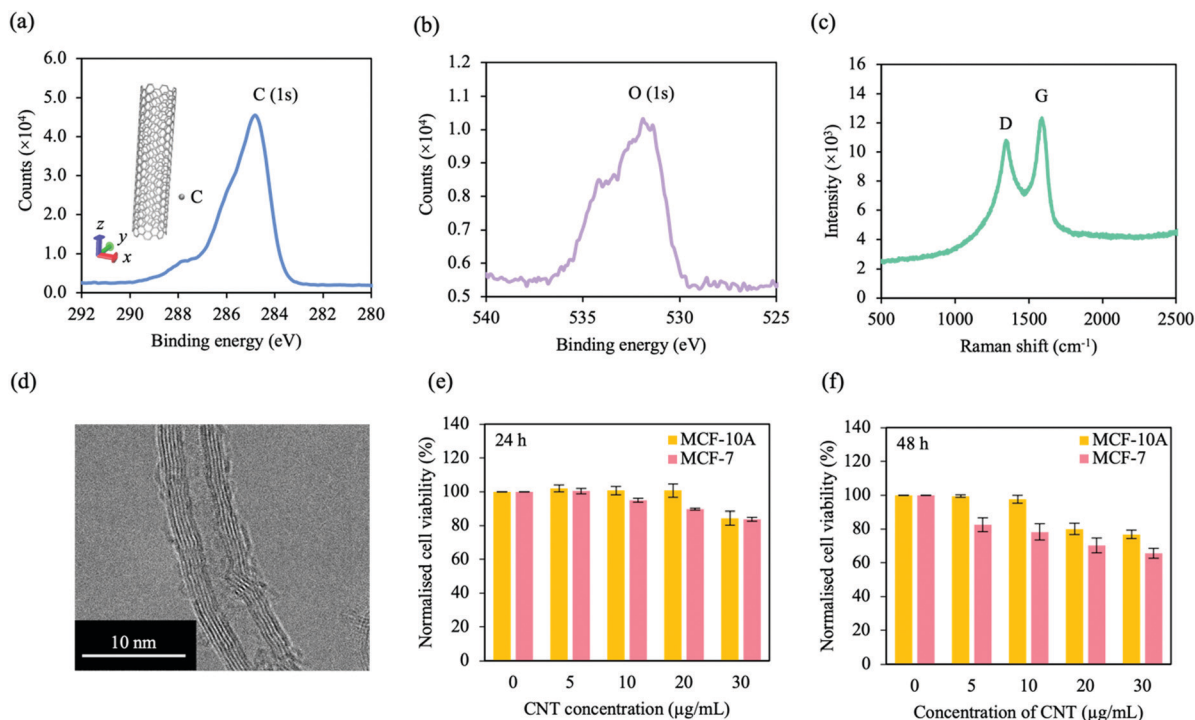 (a)
6.0
5.0
4.0
3.0
2.0
1.0
0.0
Counts (×10⁴)
C (1s)
C
z
y
x
292 290 288 286 284 282 280
Binding energy (eV)
(b)
1.2
1.1
1.0
0.9
0.8
0.7
0.6
0.5
Counts (×10⁴)
O (1s)
540 535 530 525
Binding energy (eV)
(c)
16
14
12
10
8
6
4
2
0
Intensity (×10³)
D
G
500 1000 1500 2000 2500
Raman shift (cm⁻¹)
(d)
10 nm
(e)
140
120
100
80
60
40
20
0
Normalised cell viability (%)
24 h
MCF-10A
MCF-7
0 5 10 20 30
CNT concentration (µg/mL)
(f)
140
120
100
80
60
40
20
0
Normalised cell viability (%)
48 h
MCF-10A
MCF-7
0 5 10 20 30
Concentration of CNT (µg/mL)